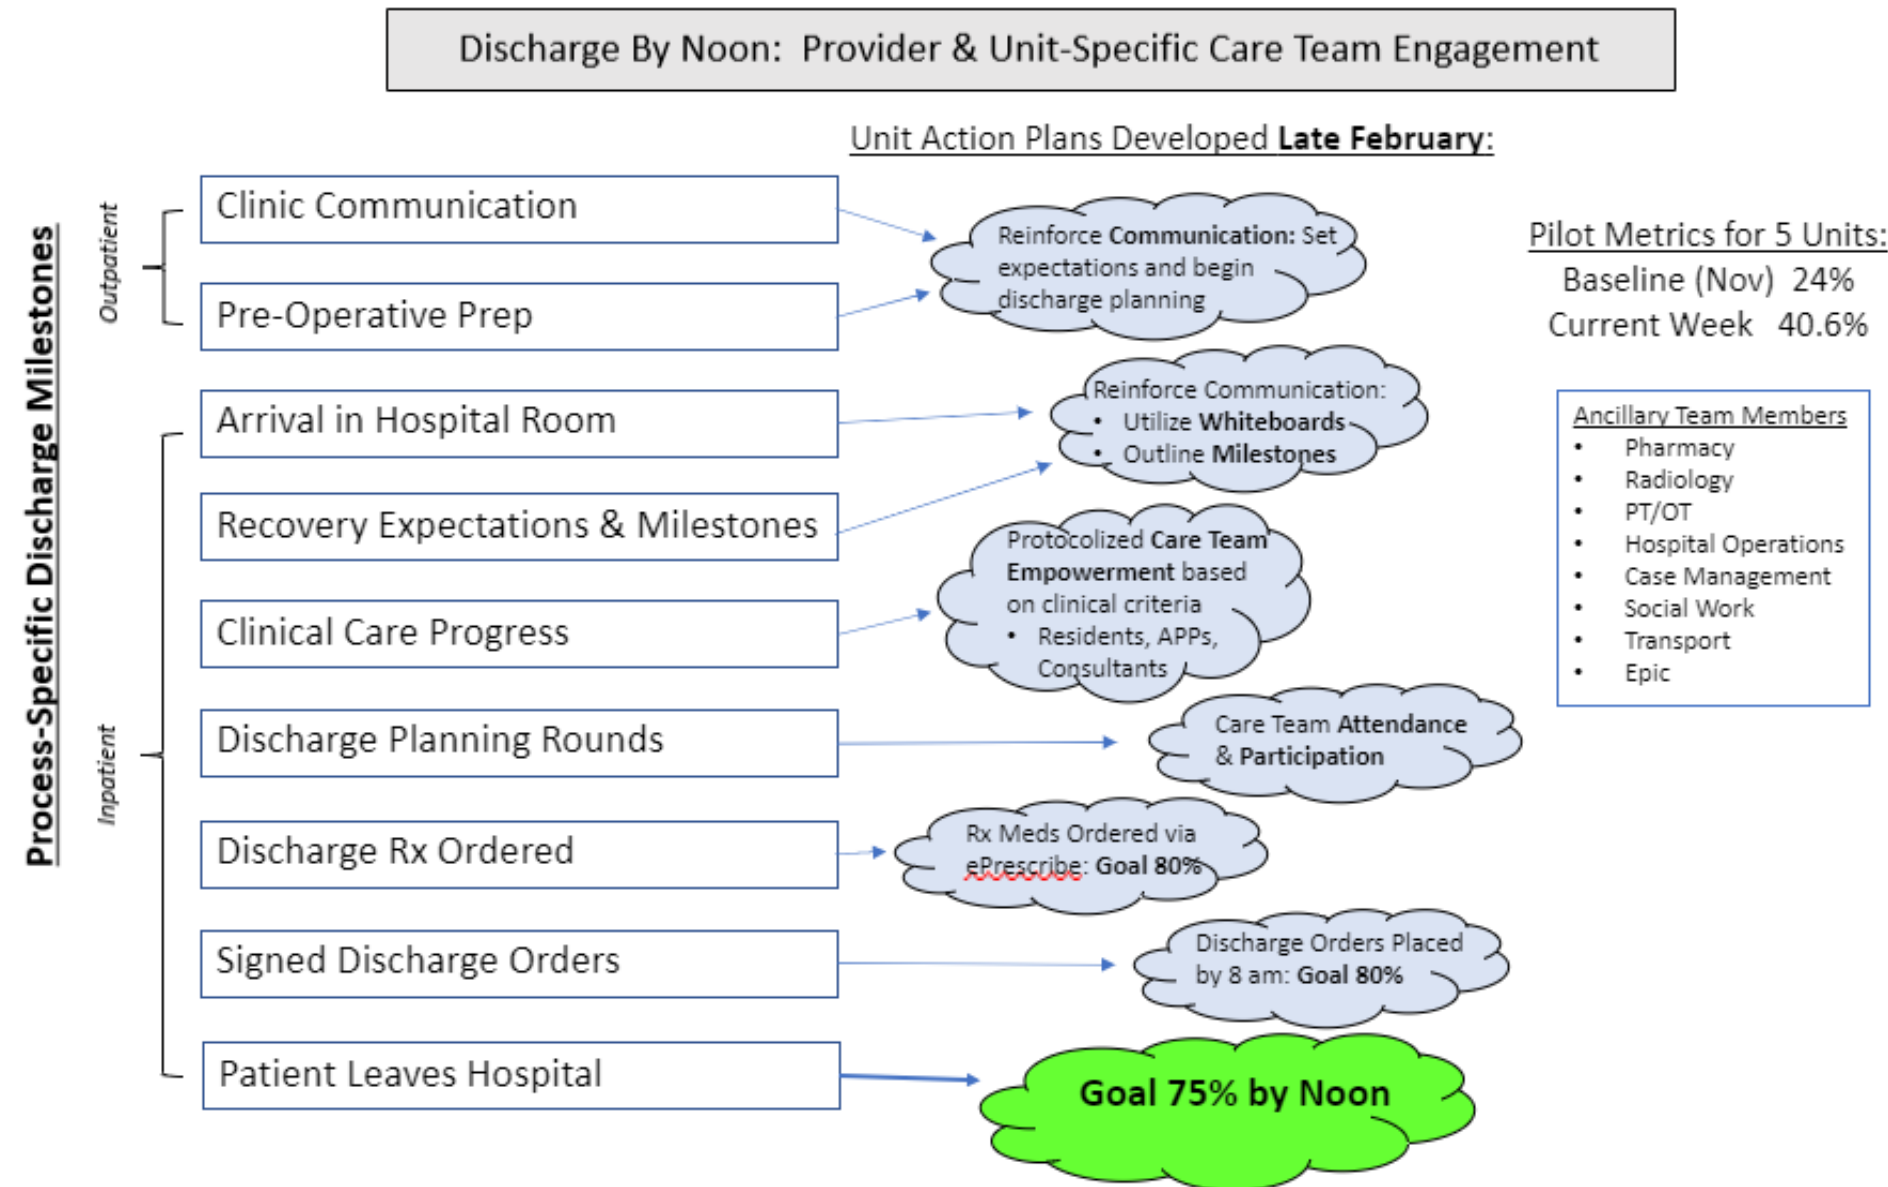 Discharge By Noon: Provider & Unit-Specific Care Team Engagement
Unit Action Plans Developed Late February:
Process-Specific Discharge Milestones
Outpatient
Clinic Communication
Pre-Operative Prep
Reinforce Communication: Set
expectations and begin
discharge planning
Inpatient
Arrival in Hospital Room
Recovery Expectations & Milestones
Reinforce Communication:
• Utilize Whiteboards
• Outline Milestones
Clinical Care Progress
Protocolized Care Team
Empowerment based
on clinical criteria
• Residents, APPs,
Consultants
Discharge Planning Rounds
Care Team Attendance
& Participation
Discharge Rx Ordered
Rx Meds Ordered via
ePrescribe: Goal 80%
Signed Discharge Orders
Discharge Orders Placed
by 8 am: Goal 80%
Patient Leaves Hospital
Goal 75% by Noon
Pilot Metrics for 5 Units:
Baseline (Nov) 24%
Current Week 40.6%
Ancillary Team Members
• Pharmacy
• Radiology
• PT/OT
• Hospital Operations
• Case Management
• Social Work
• Transport
• Epic